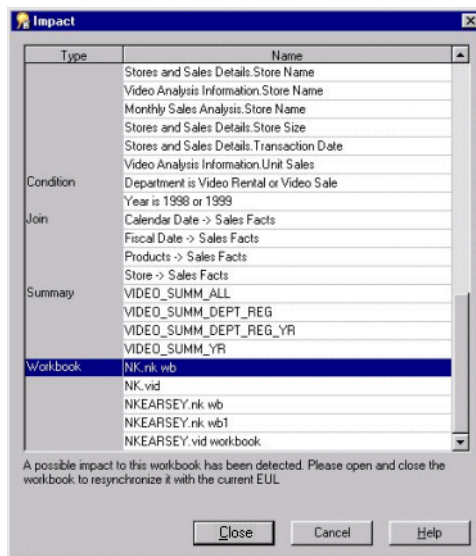 Impact
Type Name
Stores and Sales Details.Store Name
Video Analysis Information.Store Name
Monthly Sales Analysis.Store Name
Stores and Sales Details.Store Size
Stores and Sales Details.Transaction Date
Video Analysis Information.Unit Sales
Condition Department is Video Rental or Video Sale
Year is 1998 or 1999
Join Calendar Date -> Sales Facts
Fiscal Date -> Sales Facts
Products -> Sales Facts
Store -> Sales Facts
Summary VIDEO_SUMM_ALL
VIDEO_SUMM_DEPT_REG
VIDEO_SUMM_DEPT_REG_YR
VIDEO_SUMM_YR
Workbook NK.nk wb
NK.vid
NKEARSEY.nk wb
NKEARSEY.nk wb1
NKEARSEY.vid workbook
A possible impact to this workbook has been detected. Please open and close the
workbook to resynchronize it with the current EUL
Close Cancel Help